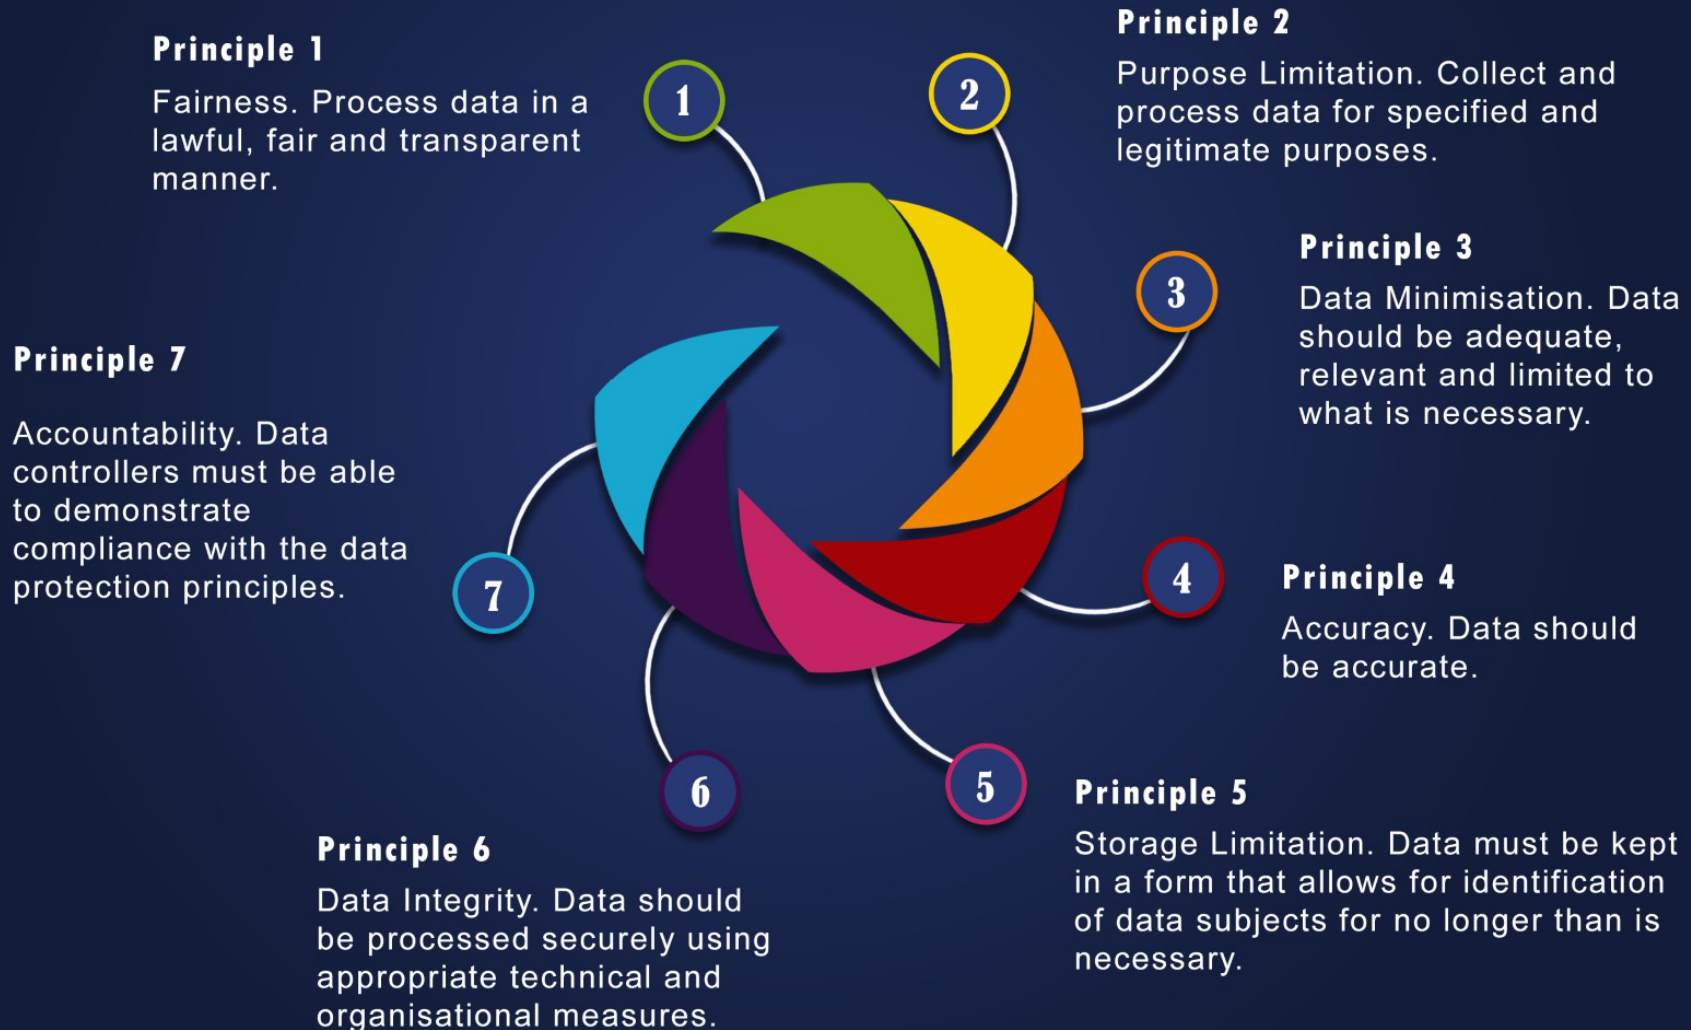 Principle 1
Fairness. Process data in a
lawful, fair and transparent
manner.
1
2
Principle 2
Purpose Limitation. Collect and
process data for specified and
legitimate purposes.
3
Principle 3
Data Minimisation. Data
should be adequate,
relevant and limited to
what is necessary.
4
Principle 4
Accuracy. Data should
be accurate.
5
Principle 5
Storage Limitation. Data must be kept
in a form that allows for identification
of data subjects for no longer than is
necessary.
6
Principle 6
Data Integrity. Data should
be processed securely using
appropriate technical and
organisational measures.
7
Principle 7
Accountability. Data
controllers must be able
to demonstrate
compliance with the data
protection principles.